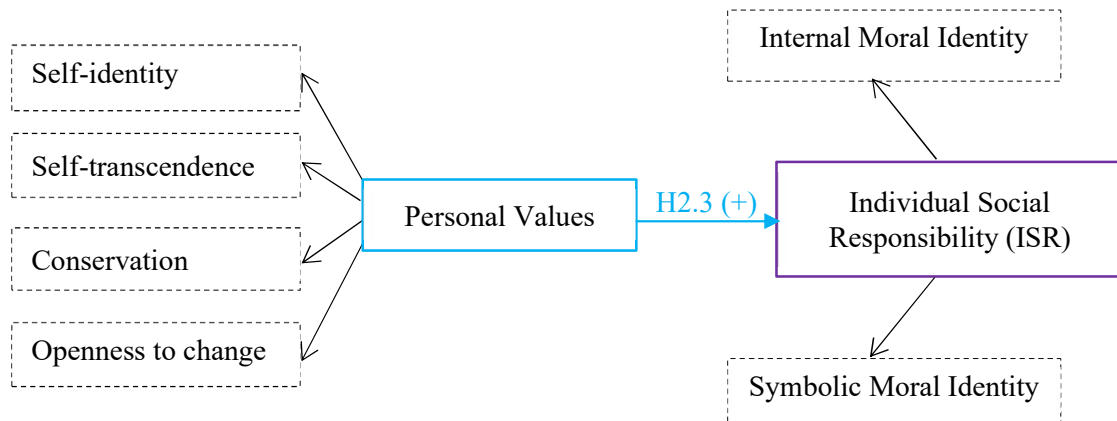 Self-identity
Self-transcendence
Conservation
Openness to change
Personal Values
H2.3 (+)
Internal Moral Identity
Individual Social
Responsibility (ISR)
Symbolic Moral Identity